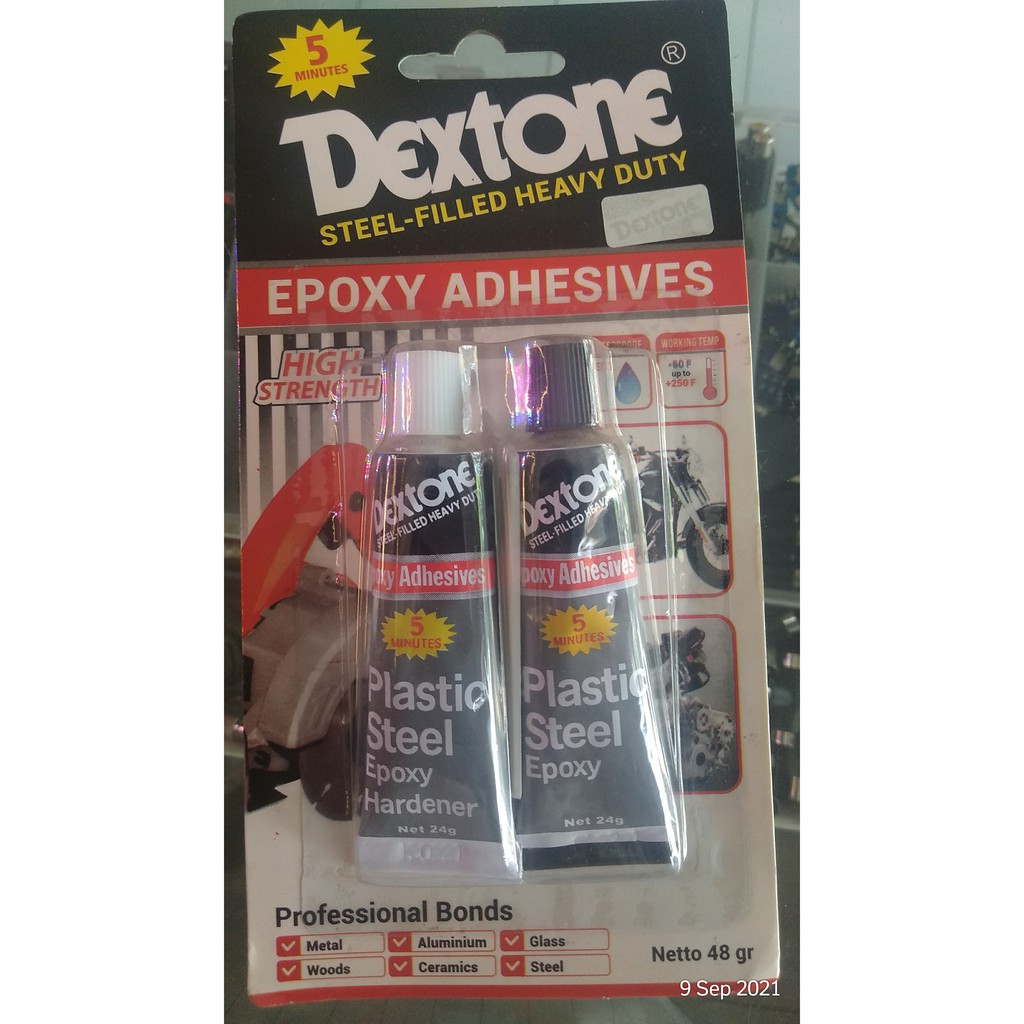 5
MINUTES
Dextone ®
STEEL-FILLED HEAVY DUTY
Dextone
EPOXY ADHESIVES
HIGH
STRENGTH
WORKING TEMP
-60 F
up to
+250 F
Dextone
STEEL-FILLED HEAVY DUTY
Adhesives
5
MINUTES
Plastic
Steel
Epoxy
Hardener
Net 24g
Dextone
STEEL-FILLED HEAVY
Adhesives
5
MINUTES
Plastic
Steel
Epoxy
Net 24g
Professional Bonds
Metal Aluminium Glass
Woods Ceramics Steel
Netto 48 gr
9 Sep 2021